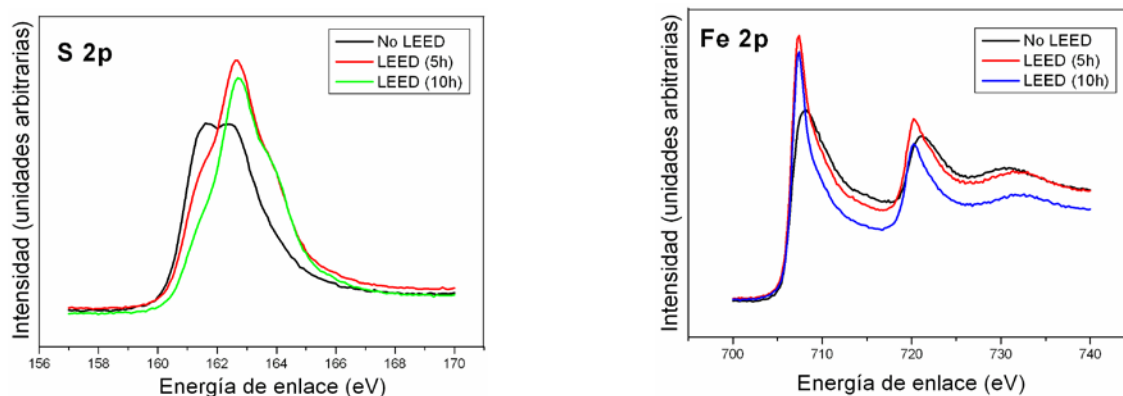 S 2p
No LEED
LEED (5h)
LEED (10h)
Intensidad (unidades arbitrarias)
156 158 160 162 164 166 168 170
Energía de enlace (eV)
Fe 2p
No LEED
LEED (5h)
LEED (10h)
Intensidad (unidades arbitrarias)
700 710 720 730 740
Energía de enlace (eV)